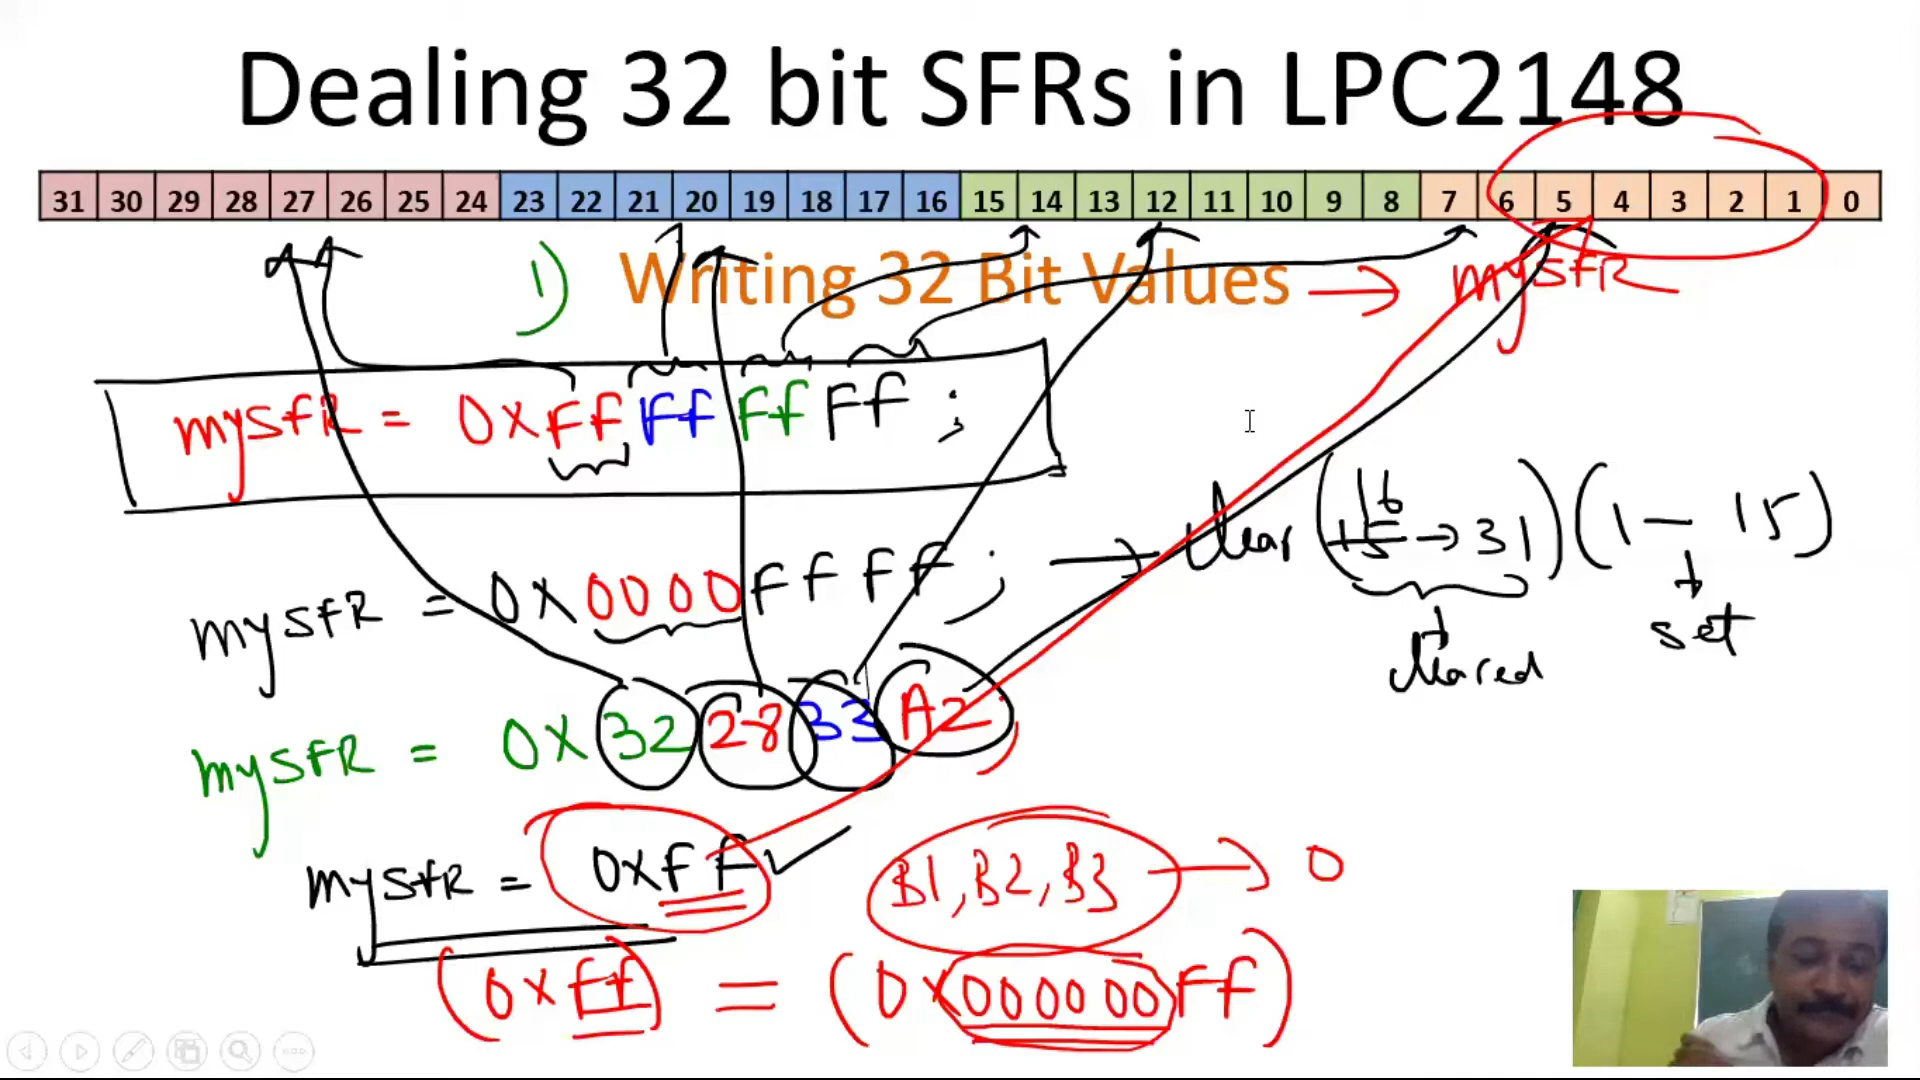 Dealing 32 bit SFRs in LPC2148
31 30 29 28 27 26 25 24 23 22 21 20 19 18 17 16 15 14 13 12 11 10 9 8 7 6 5 4 3 2 1 0
1) Writing 32 Bit Values → mySFR
mySFR = 0XFFFFFFFF ;
mySFR = 0X0000FFFF ; → clear (15 16 → 31) (1 - 15)
cleared set
mySFR = 0X322833A2 ;
mySFR = 0XFF B1, B2, B3 → 0
(0XFF) = (0X000000FF)